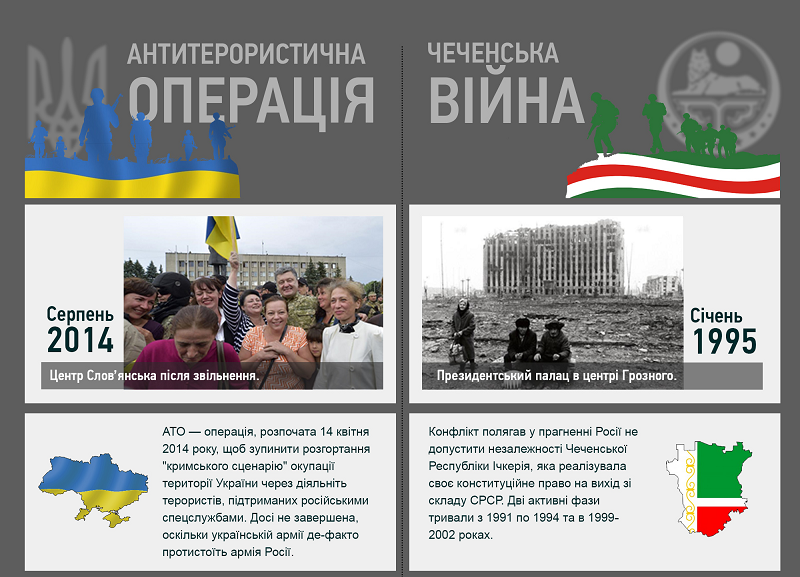 АНТИТЕРОРИСТИЧНА
ОПЕРАЦІЯ
Серпень
2014
Центр Слов'янська після звільнення.
АТО — операція, розпочата 14 квітня
2014 року, щоб зупинити розгортання
"кримського сценарію" окупації
території України через діяльніть
терористів, підтриманих російськими
спецслужбами. Досі не завершена,
оскільки українській армії де-факто
протистоїть армія Росії.
ЧЕЧЕНСЬКА
ВІЙНА
Січень
1995
Президентський палац в центрі Грозного.
Конфлікт полягав у прагненні Росії не
допустити незалежності Чеченської
Республіки Ічкерія, яка реалізувала
своє конституційне право на вихід зі
складу СРСР. Дві активні фази
тривали з 1991 по 1994 та в 1999-
2002 роках.